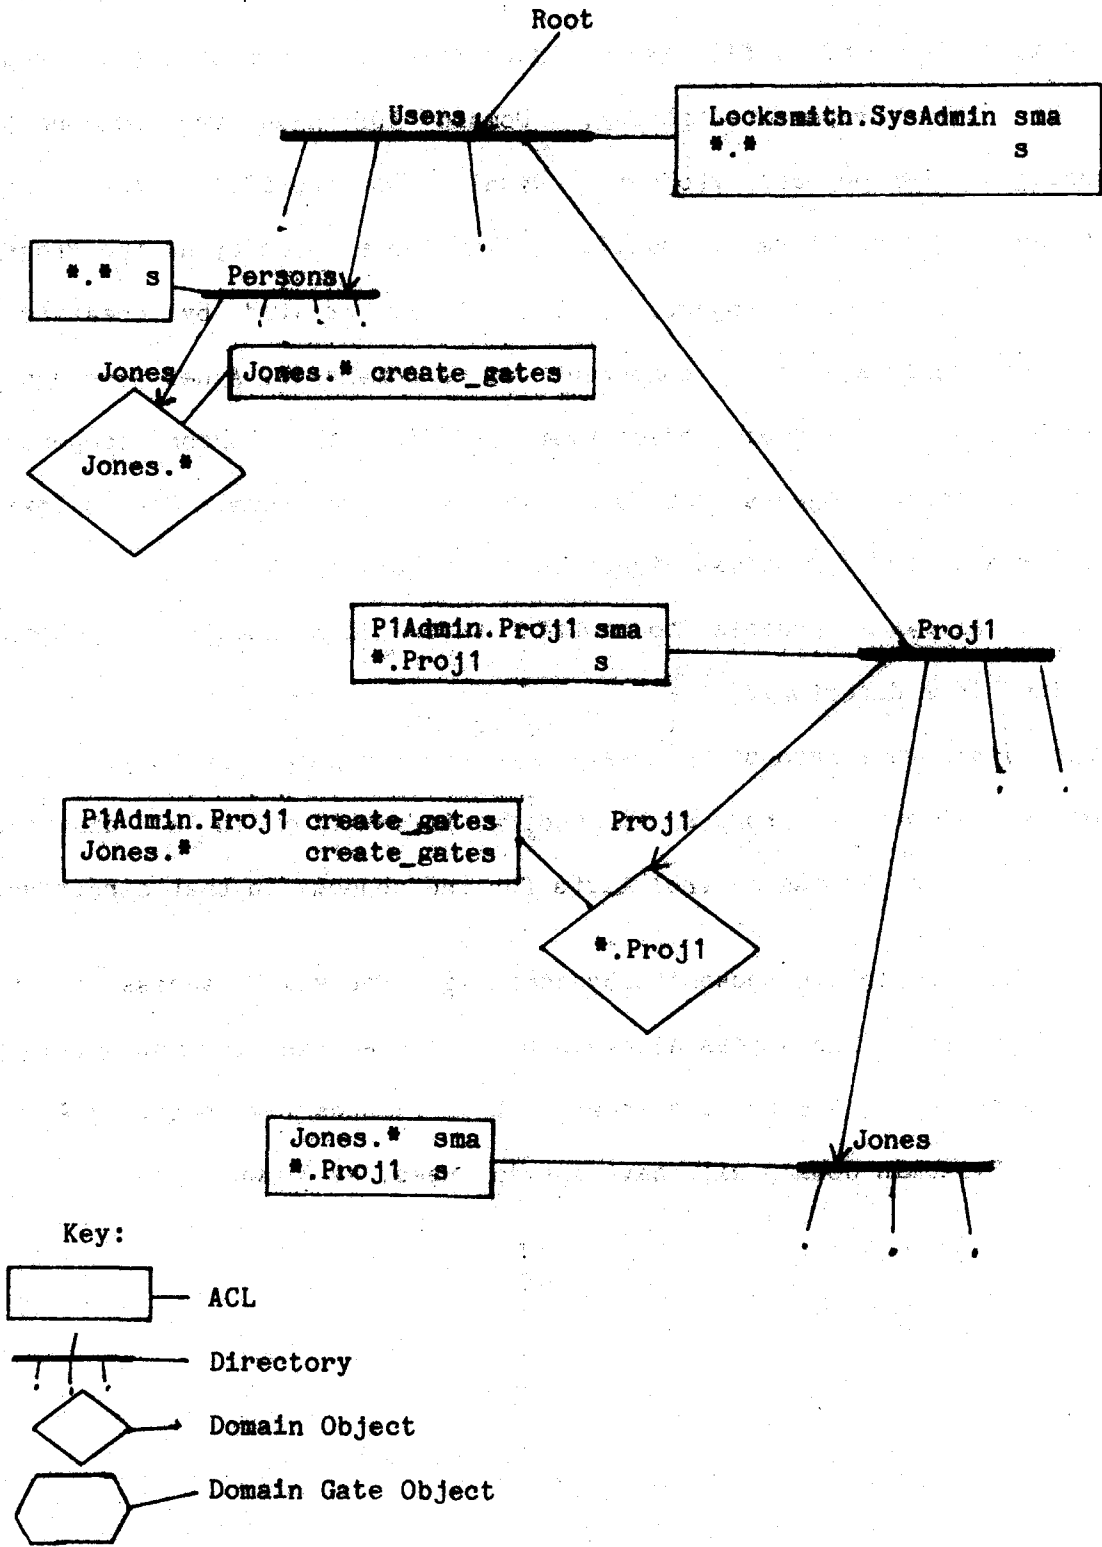 Root
Users
Locksmith.SysAdmin sma
*.* s
*.* s
Persons
Jones
Jones.* create_gates
Jones.*
P1Admin.Proj1 sma
*.Proj1 s
Proj1
P1Admin.Proj1 create_gates
Jones.* create_gates
Proj1
*.Proj1
Jones.* sma
*.Proj1 s
Jones
Key:
ACL
Directory
Domain Object
Domain Gate Object